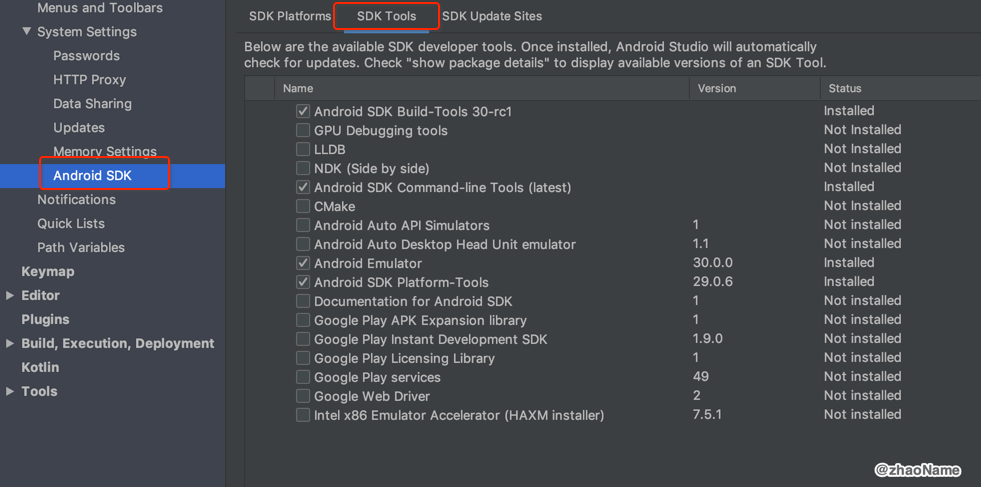 Menus and Toolbars
System Settings
Passwords
HTTP Proxy
Data Sharing
Updates
Memory Settings
Android SDK
Notifications
Quick Lists
Path Variables
Keymap
Editor
Plugins
Build, Execution, Deployment
Kotlin
Tools
SDK Platforms SDK Tools SDK Update Sites
Below are the available SDK developer tools. Once installed, Android Studio will automatically
check for updates. Check "show package details" to display available versions of an SDK Tool.
Name Version Status
Android SDK Build-Tools 30-rc1 Installed
GPU Debugging tools Not Installed
LLDB Not Installed
NDK (Side by side) Not Installed
Android SDK Command-line Tools (latest) Installed
CMake Not Installed
Android Auto API Simulators 1 Not installed
Android Auto Desktop Head Unit emulator 1.1 Not installed
Android Emulator 30.0.0 Installed
Android SDK Platform-Tools 29.0.6 Installed
Documentation for Android SDK 1 Not installed
Google Play APK Expansion library 1 Not installed
Google Play Instant Development SDK 1.9.0 Not installed
Google Play Licensing Library 1 Not installed
Google Play services 49 Not installed
Google Web Driver 2 Not installed
Intel x86 Emulator Accelerator (HAXM installer) 7.5.1 Not installed
@zhaoName